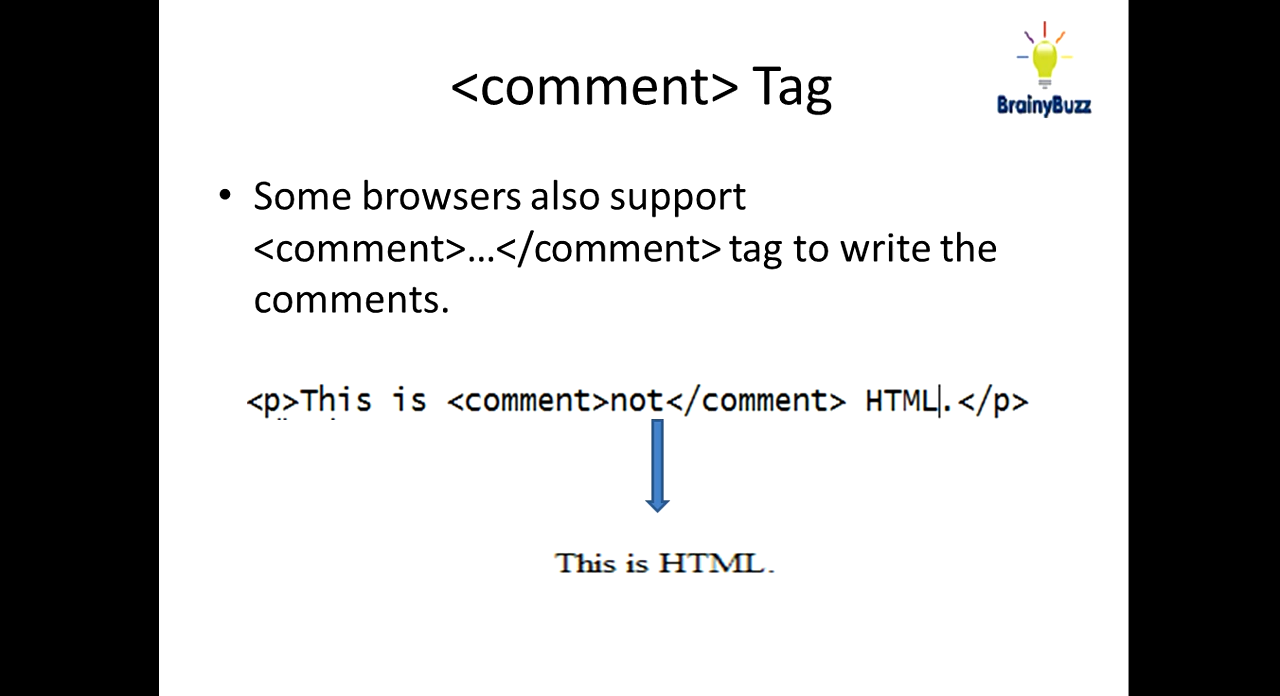 <comment> Tag
BrainyBuzz
• Some browsers also support
<comment>...</comment> tag to write the
comments.
<p>This is <comment>not</comment> HTML.</p>
This is HTML.